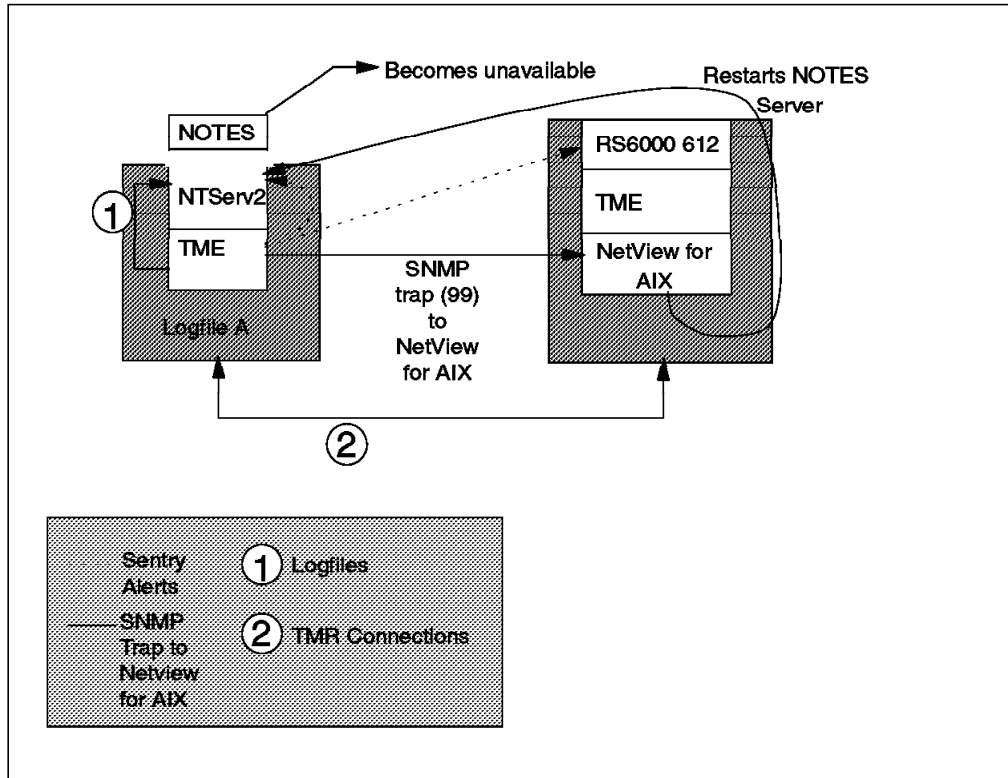 Becomes unavailable
Restarts NOTES
Server
NOTES
RS6000 612
NTServ2
1
TME
TME
NetView for
AIX
SNMP
trap (99)
to
NetView
for AIX
Logfile A
2
Sentry
Alerts
1 Logfiles
SNMP
Trap to
Netview
for AIX
2 TMR Connections